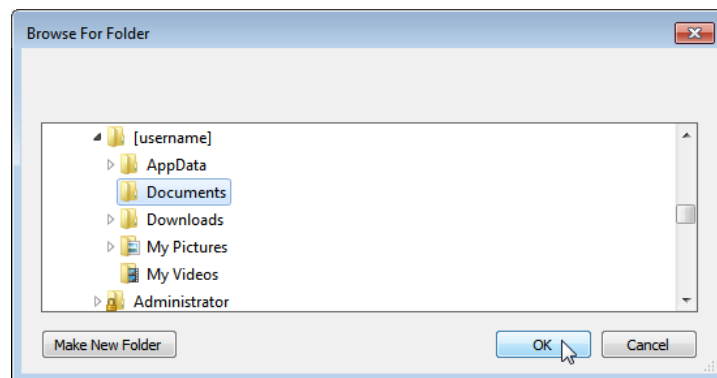 Browse For Folder
[username]
AppData
Documents
Downloads
My Pictures
My Videos
Administrator
Make New Folder OK Cancel